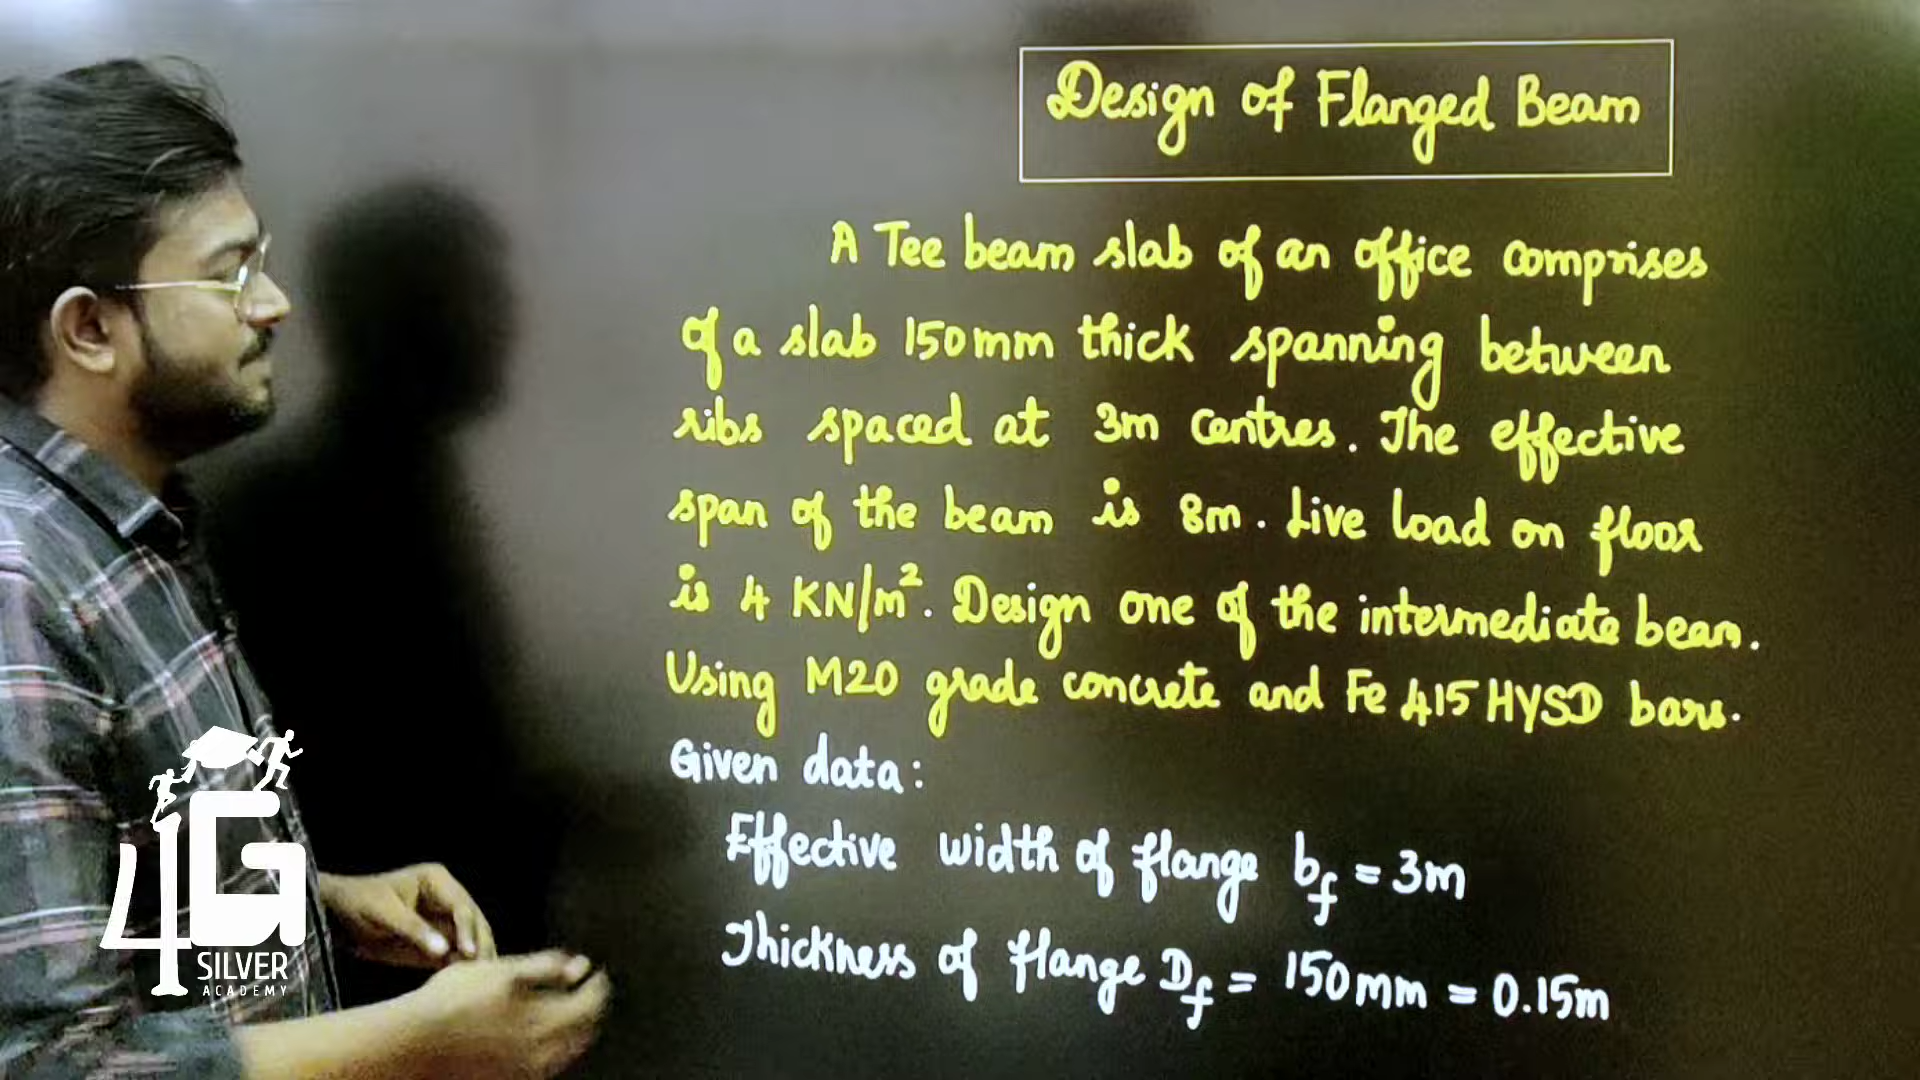 Design of Flanged Beam
A Tee beam slab of an office comprises
of a slab 150mm thick spanning between
ribs spaced at 3m centres. The effective
span of the beam is 8m. Live load on floor
is 4 KN/m². Design one of the intermediate beam.
Using M20 grade concrete and Fe 415 HYSD bars.
Given data:
Effective width of flange bf = 3m
Thickness of flange Df = 150mm = 0.15m
4G
SILVER
ACADEMY